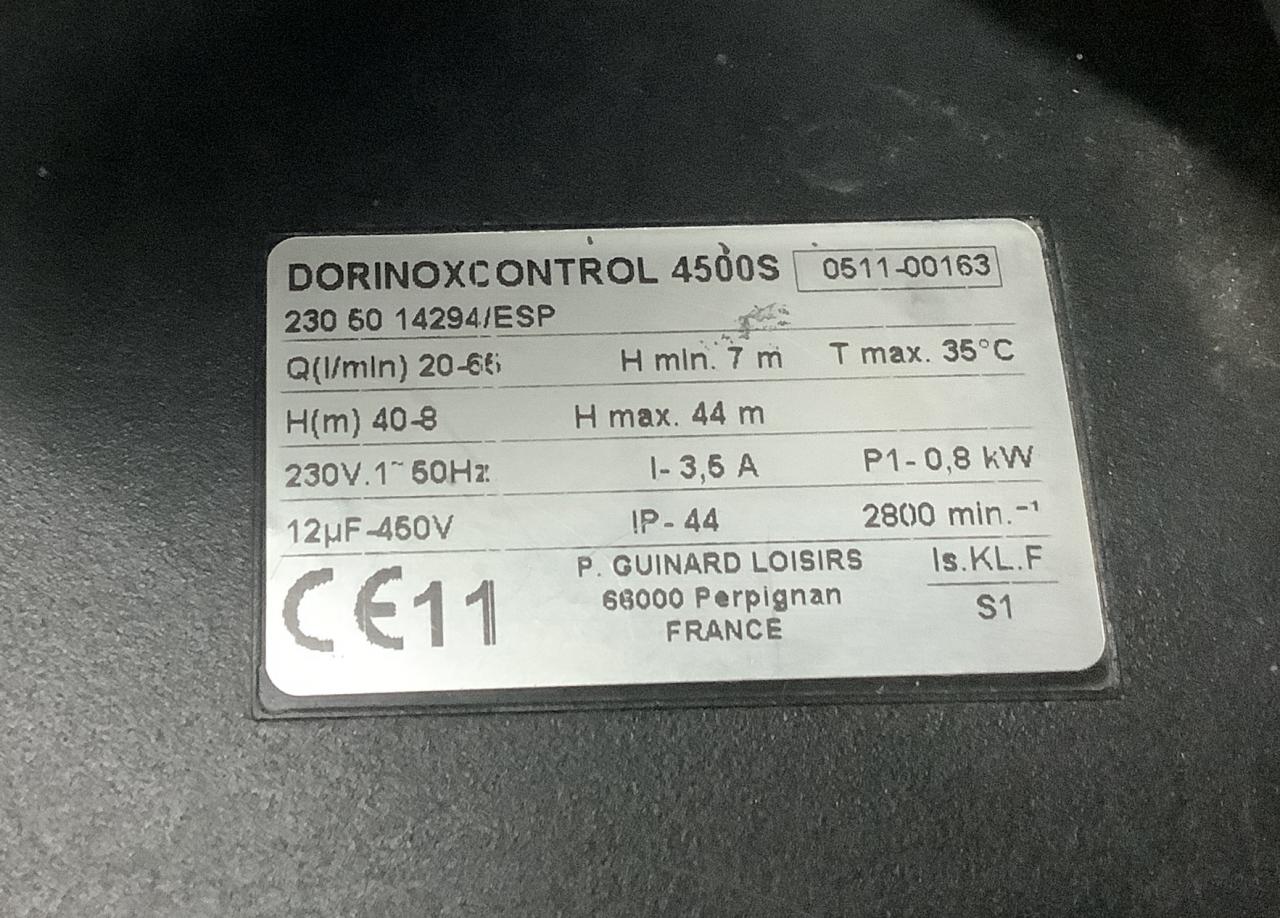 DORINOXCONTROL 4500S 0511-00163
230 50 14294/ESP
Q(l/min) 20-66 H min. 7 m T max. 35°C
H(m) 40-8 H max. 44 m
230V.1~ 50Hz. I- 3,5 A P1- 0,8 kW
12µF-450V IP- 44 2800 min.-¹
CE11 P. GUINARD LOISIRS Is.KL.F
66000 Perpignan S1
FRANCE